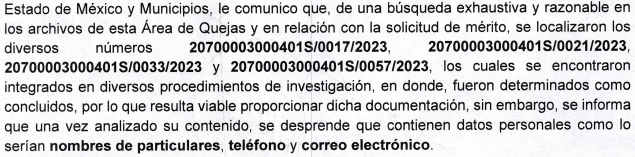 Estado de México y Municipios, le comunico que, de una búsqueda exhaustiva y razonable en
los archivos de esta Área de Quejas y en relación con la solicitud de mérito, se localizaron los
diversos números 20700003000401S/0017/2023, 20700003000401S/0021/2023,
20700003000401S/0033/2023 y 20700003000401S/0057/2023, los cuales se encontraron
integrados en diversos procedimientos de investigación, en donde, fueron determinados como
concluidos, por lo que resulta viable proporcionar dicha documentación, sin embargo, se informa
que una vez analizado su contenido, se desprende que contienen datos personales como lo
serían nombres de particulares, teléfono y correo electrónico.